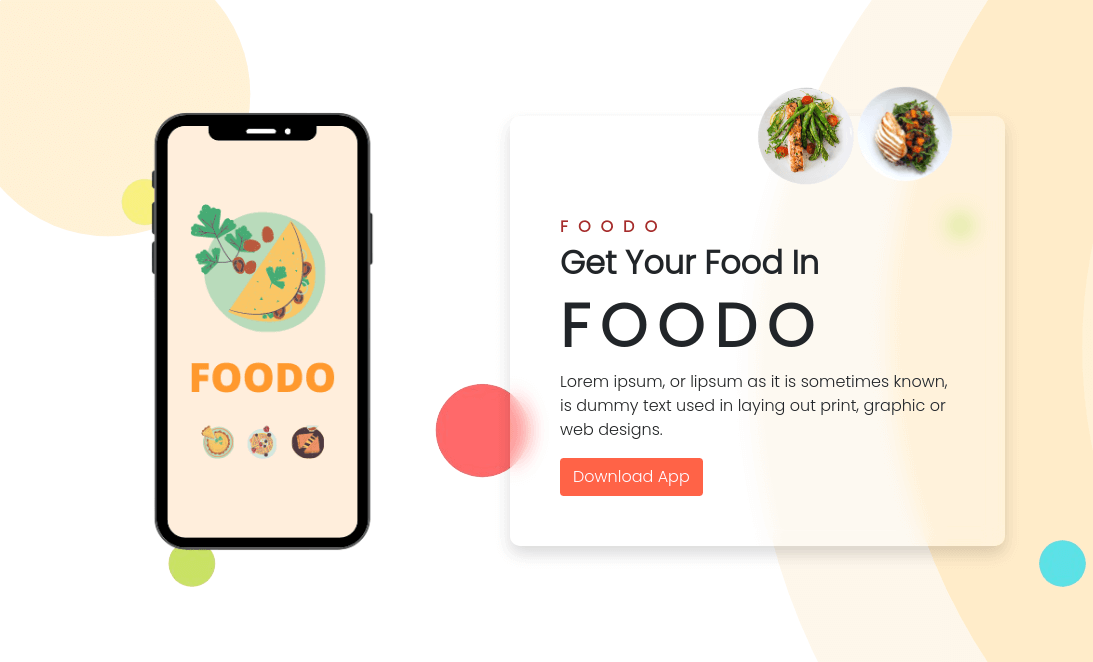 FOODO
FOODO
Get Your Food In
FOODO
Lorem ipsum, or lipsum as it is sometimes known,
is dummy text used in laying out print, graphic or
web designs.
Download App